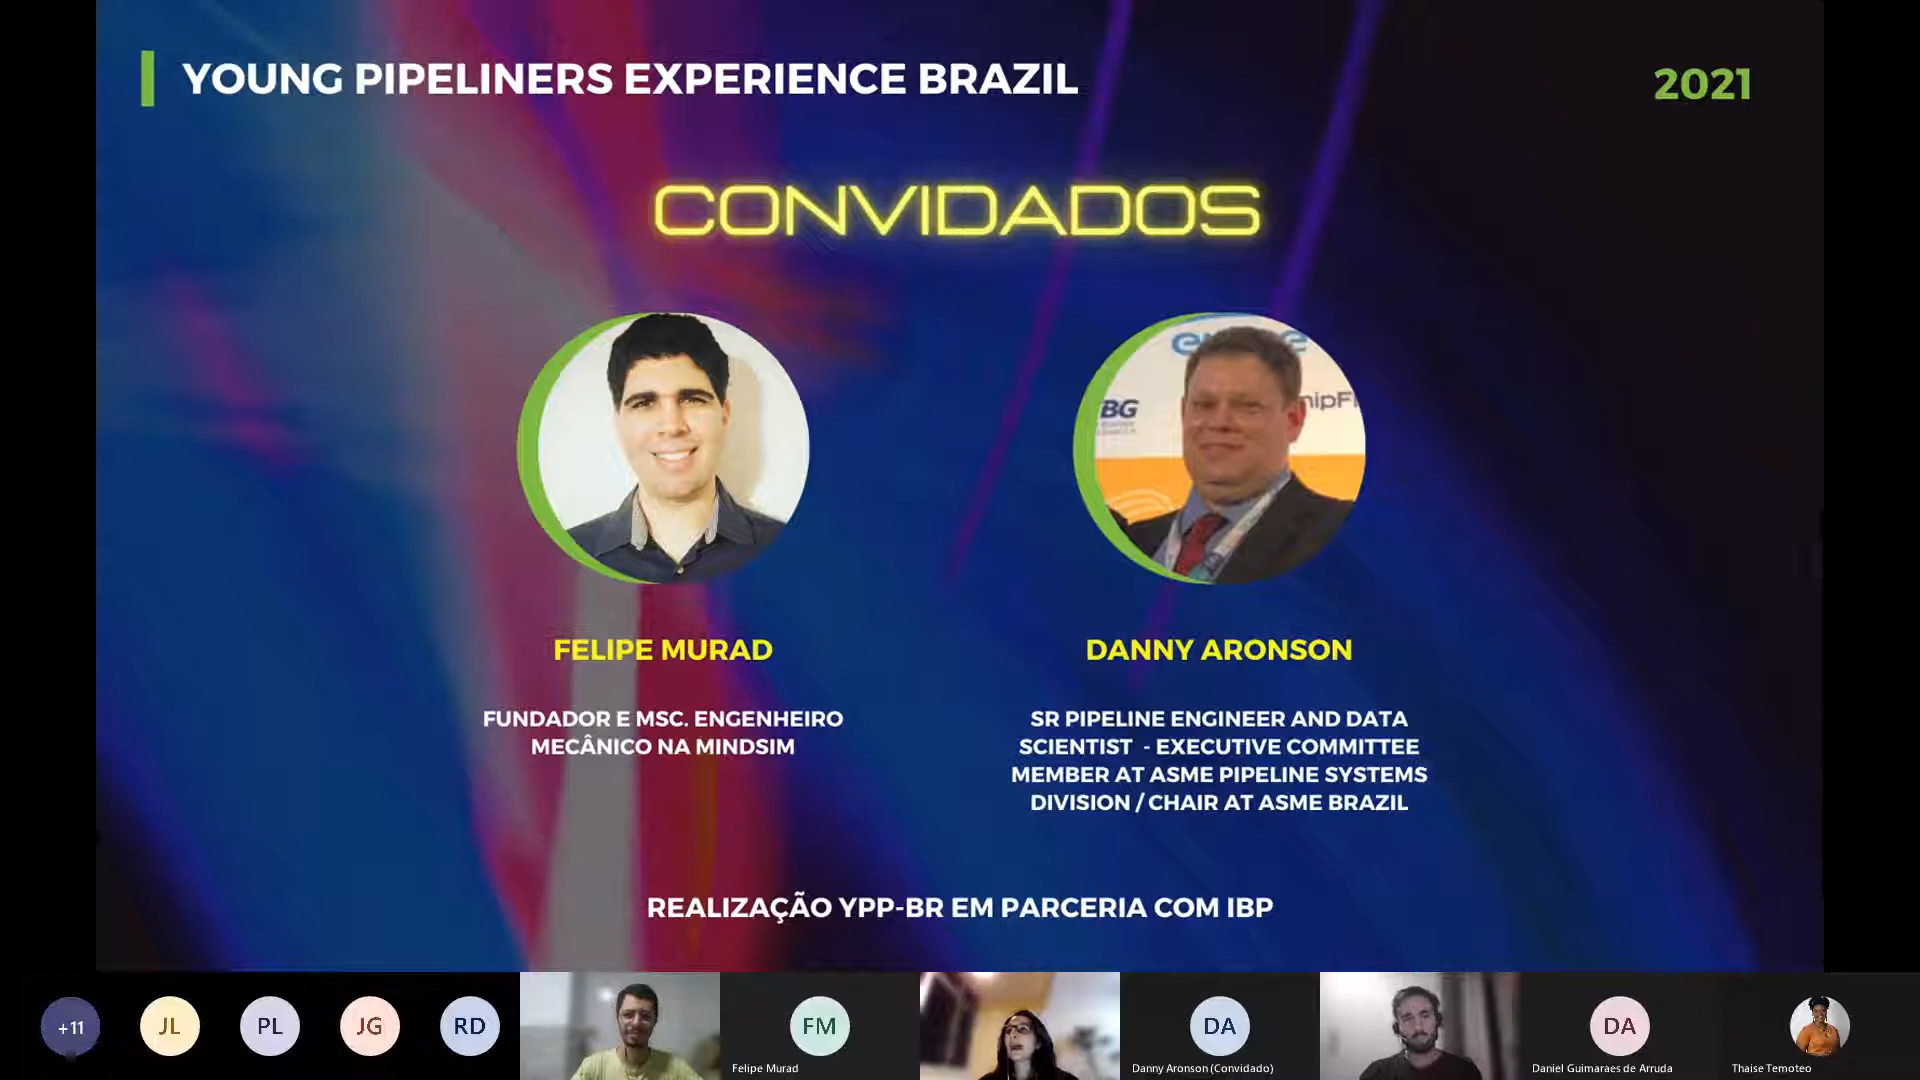 YOUNG PIPELINERS EXPERIENCE BRAZIL
2021
CONVIDADOS
BG
FELIPE MURAD
FUNDADOR E MSC. ENGENHEIRO
MECÂNICO NA MINDSIM
DANNY ARONSON
SR PIPELINE ENGINEER AND DATA
SCIENTIST - EXECUTIVE COMMITTEE
MEMBER AT ASME PIPELINE SYSTEMS
DIVISION / CHAIR AT ASME BRAZIL
REALIZAÇÃO YPP-BR EM PARCERIA COM IBP
+11
JL
PL
JG
RD
FM
Felipe Murad
DA
Danny Aronson (Convidado)
DA
Daniel Guimaraes de Arruda
Thaise Temoteo